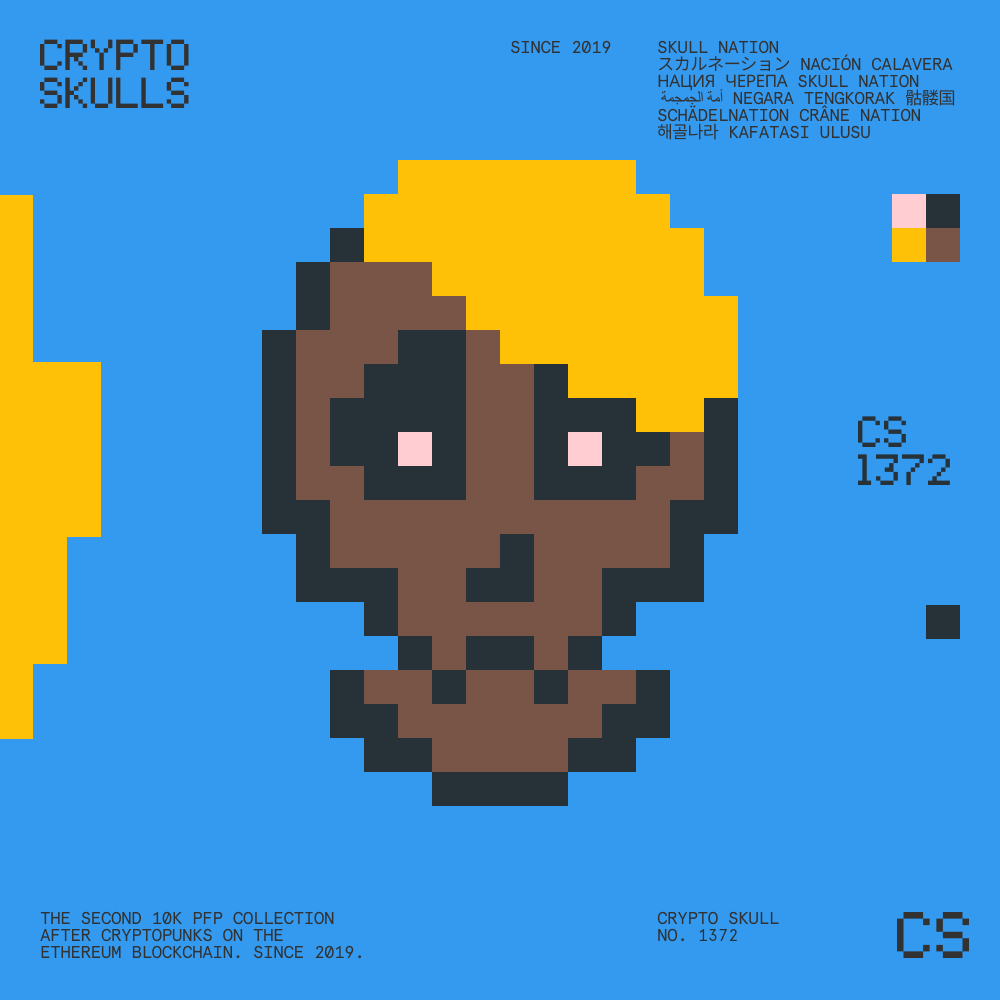 CRYPTO
SKULLS
SINCE 2019
SKULL NATION
スカルネーション NACIÓN CALAVERA
НАЦИЯ ЧЕРЕПА SKULL NATION
أمة الجمجمة NEGARA TENGKORAK 骷髅国
SCHÄDELNATION CRÂNE NATION
해골나라 KAFATASI ULUSU
CS
1372
THE SECOND 10K PFP COLLECTION
AFTER CRYPTOPUNKS ON THE
ETHEREUM BLOCKCHAIN. SINCE 2019.
CRYPTO SKULL
NO. 1372
CS